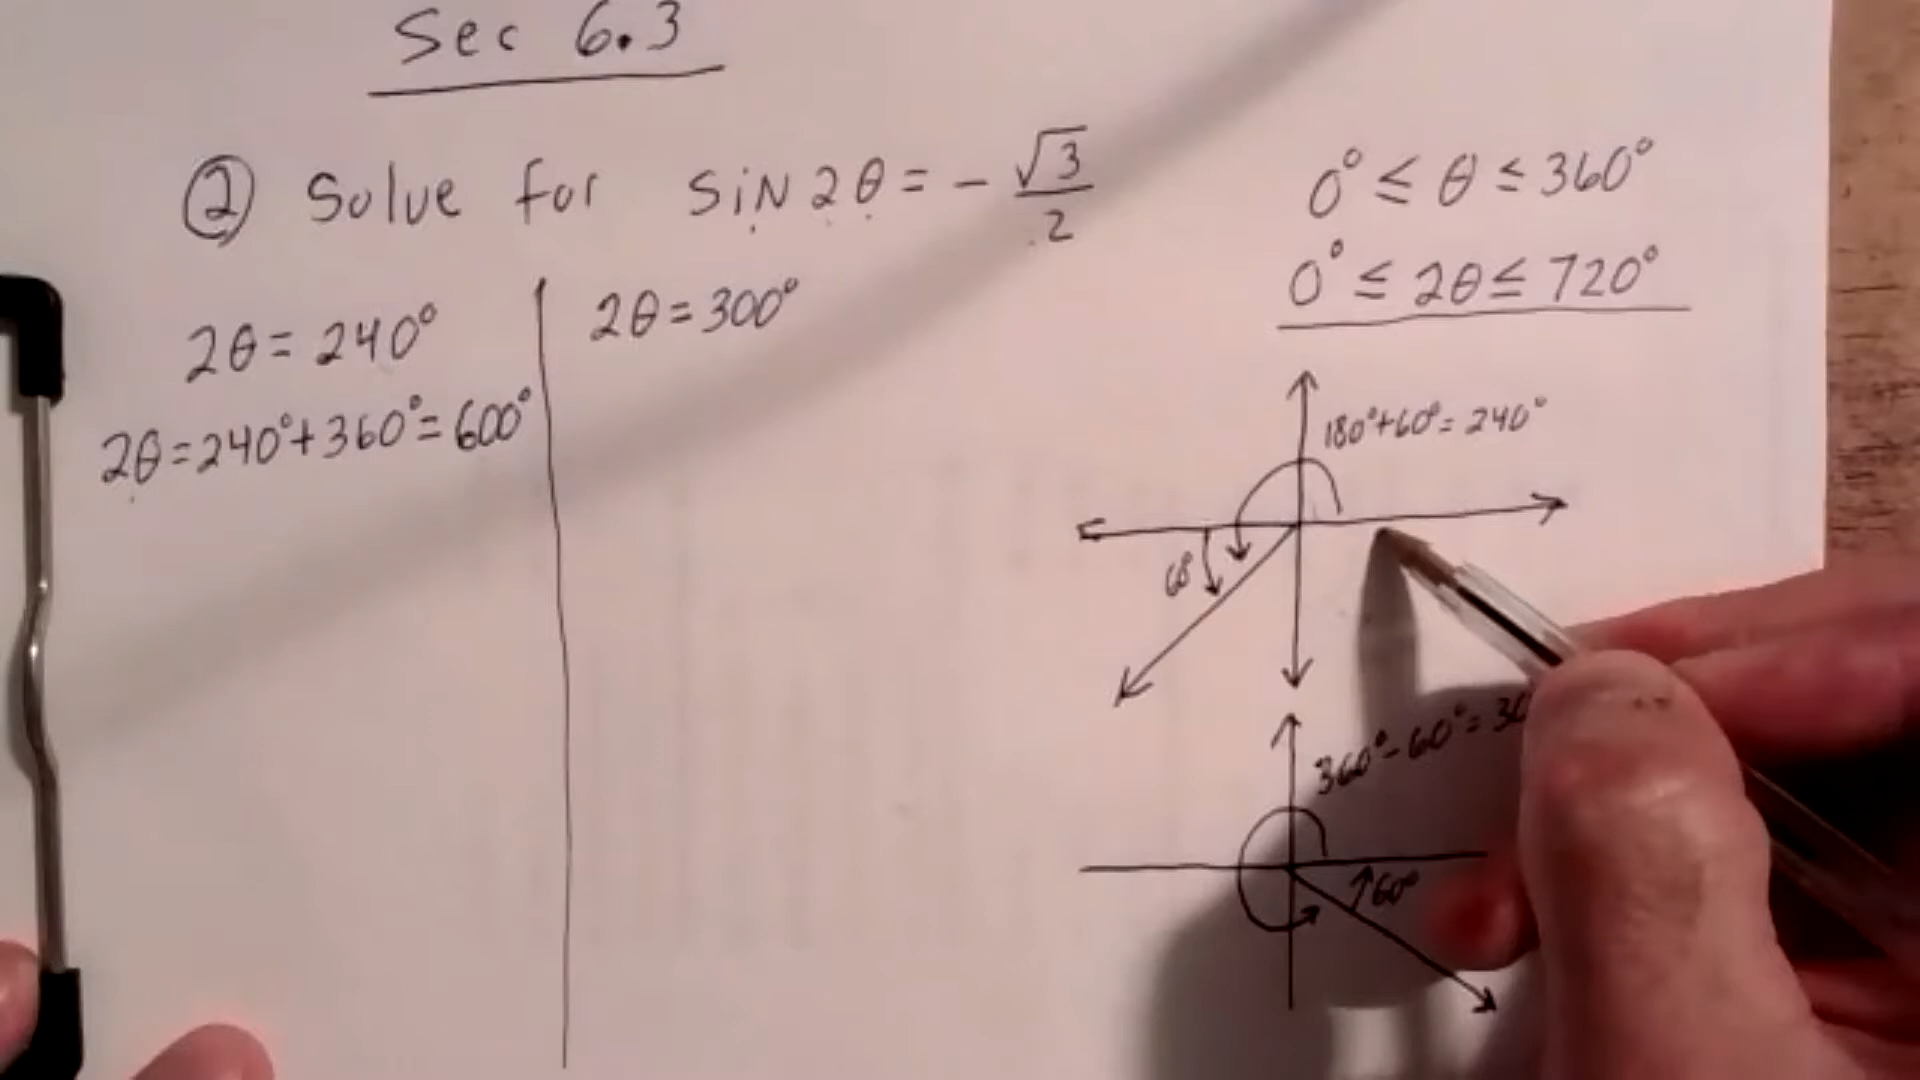 Sec 6.3
② Solve for sin 2θ = - √3/2
0° ≤ θ ≤ 360°
0° ≤ 2θ ≤ 720°
2θ = 240°
2θ = 240° + 360° = 600°
2θ = 300°
180° + 60° = 240°
60°
360° - 60° = 30
60°